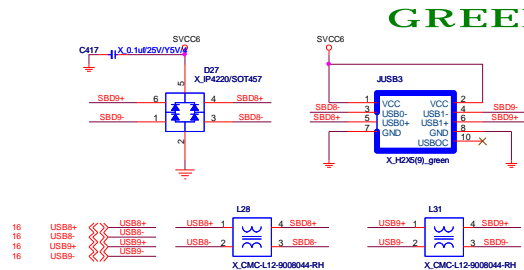 GREE
SVCC6
SVCC6
C417
X_0.1uf/25V/Y5V/4
D27
X_IP4220/SOT457
JUSB3
5
SBD9+
6
4
SBD8+
SBD9-
1
3
SBD8-
2
1
VCC
VCC
2
SBD8-
3
USB0-
USB1-
4
SBD9-
SBD8+
5
USB0+
USB1+
6
SBD9+
7
GND
GND
8
USBOC
10
X_H2X5(9)_green
L28
L31
16
USB8+
USB8+
16
USB8-
USB8-
16
USB9+
USB9+
16
USB9-
USB9-
USB8+
1
4
SBD8+
USB8-
2
3
SBD8-
USB9+
1
4
SBD9+
USB9-
2
3
SBD9-
X_CMC-L12-9008044-RH
X_CMC-L12-9008044-RH